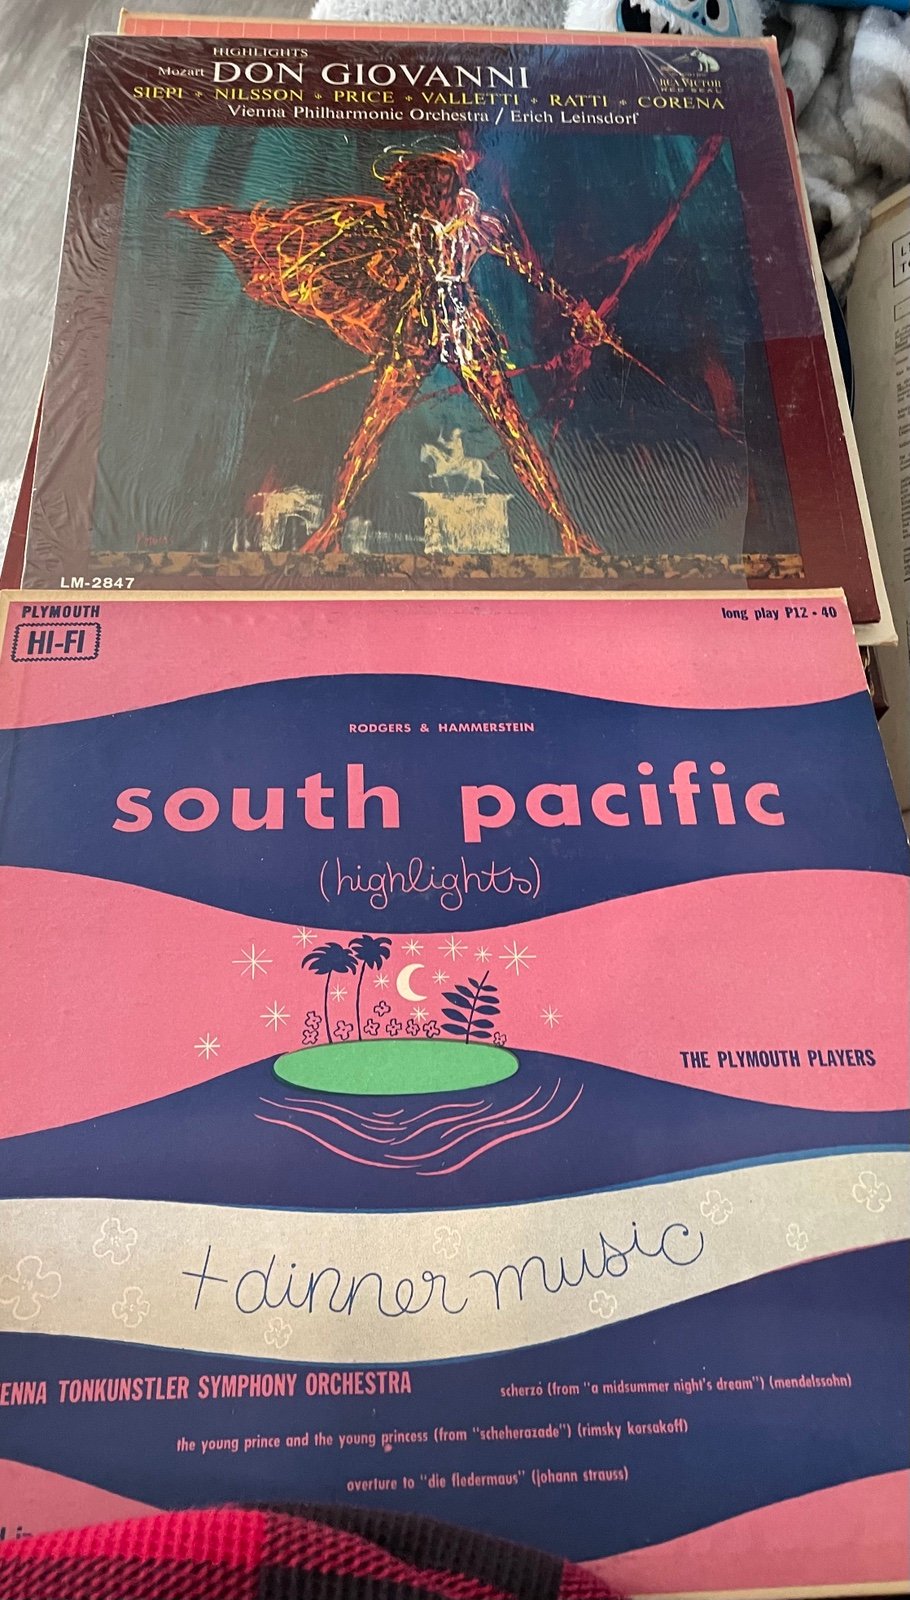 HIGHLIGHTS
Mozart DON GIOVANNI
RCA VICTOR
RED SEAL
SIEPI • NILSSON • PRICE • VALLETTI • RATTI • CORENA
Vienna Philharmonic Orchestra / Erich Leinsdorf
LM-2847
PLYMOUTH
HI-FI
long play P12 - 40
RODGERS & HAMMERSTEIN
south pacific
(highlights)
THE PLYMOUTH PLAYERS
+ dinner music
ENNA TONKUNSTLER SYMPHONY ORCHESTRA
scherzo (from "a midsummer night's dream") (mendelssohn)
the young prince and the young princess (from "scheherazade") (rimsky korsakoff)
overture to "die fledermaus" (johann strauss)